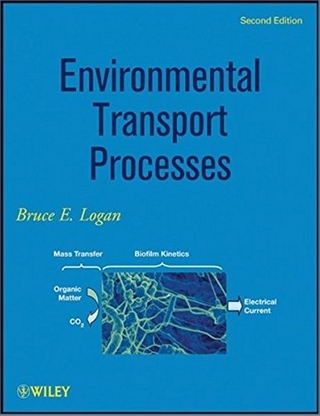 Second Edition
Environmental
Transport
Processes
Bruce E. Logan
Mass Transfer
Biofilm Kinetics
Organic
Matter
CO₂
Electrical
Current
WILEY